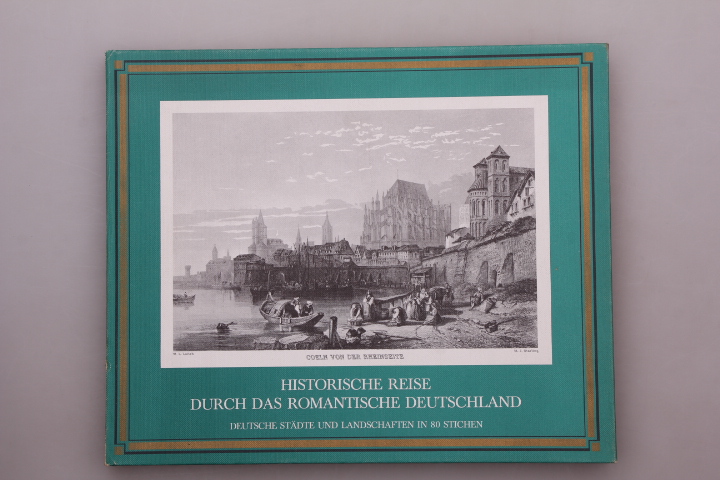 COELN VON DER RHEINSEITE
HISTORISCHE REISE
DURCH DAS ROMANTISCHE DEUTSCHLAND
DEUTSCHE STÄDTE UND LANDSCHAFTEN IN 80 STICHEN